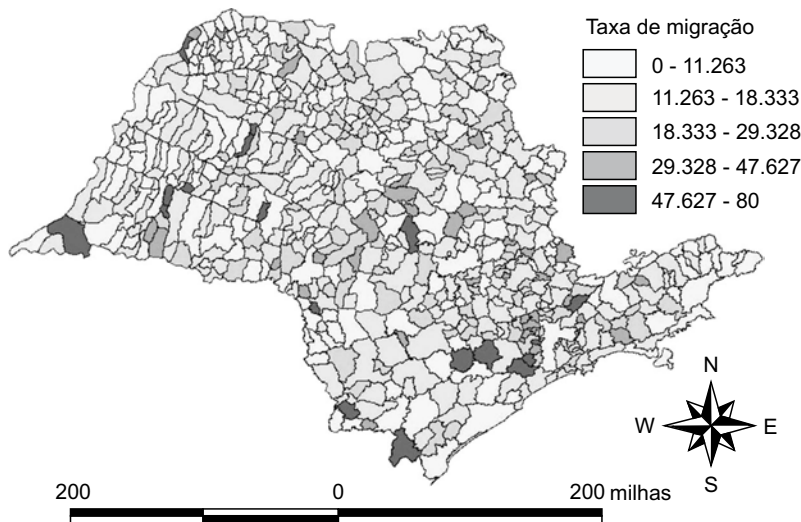 Taxa de migração
0 - 11.263
11.263 - 18.333
18.333 - 29.328
29.328 - 47.627
47.627 - 80
N
W E
S
200 0 200 milhas